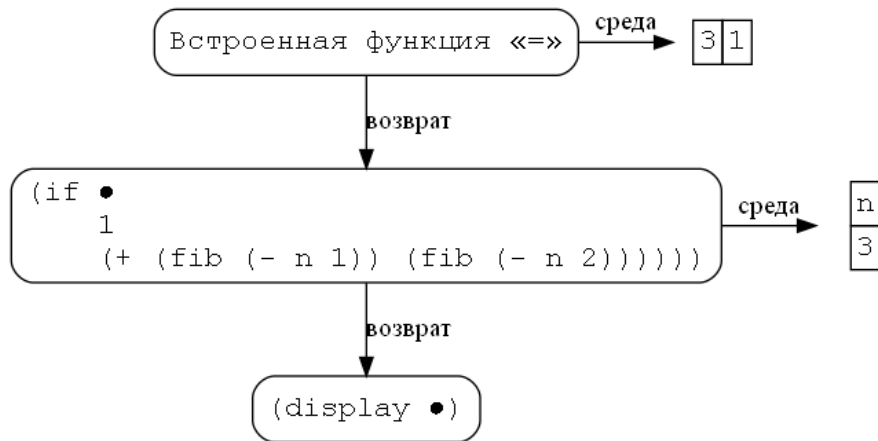 Встроенная функция «=»
среда
3 1
возврат
(if ●
1
(+ (fib (- n 1)) (fib (- n 2))))))
среда
n
3
возврат
(display ●)